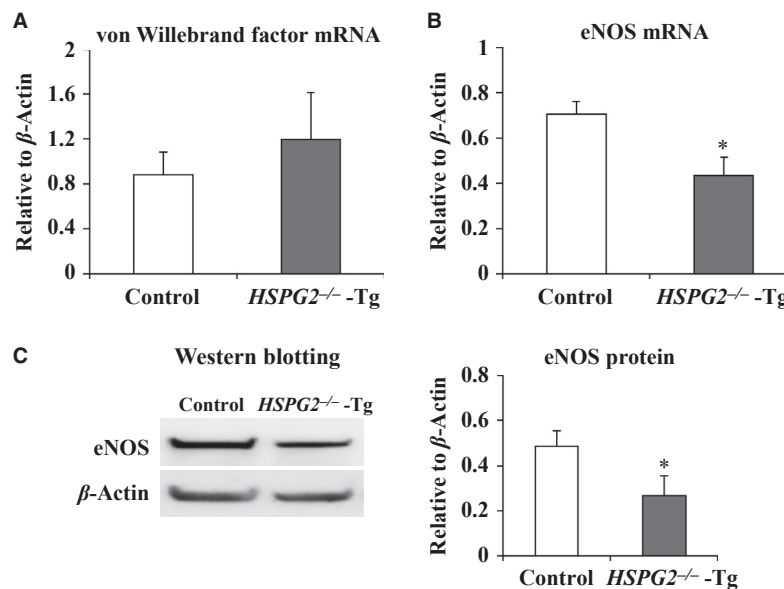 A
von Willebrand factor mRNA
Relative to β-Actin
2
1.6
1.2
0.8
0.4
0
Control HSPG2–/– -Tg
B
eNOS mRNA
Relative to β-Actin
1
0.8
0.6
0.4
0.2
0
*
Control HSPG2–/– -Tg
C
Western blotting
Control HSPG2–/– -Tg
eNOS
β-Actin
eNOS protein
Relative to β-Actin
0.8
0.6
0.4
0.2
0
*
Control HSPG2–/– -Tg